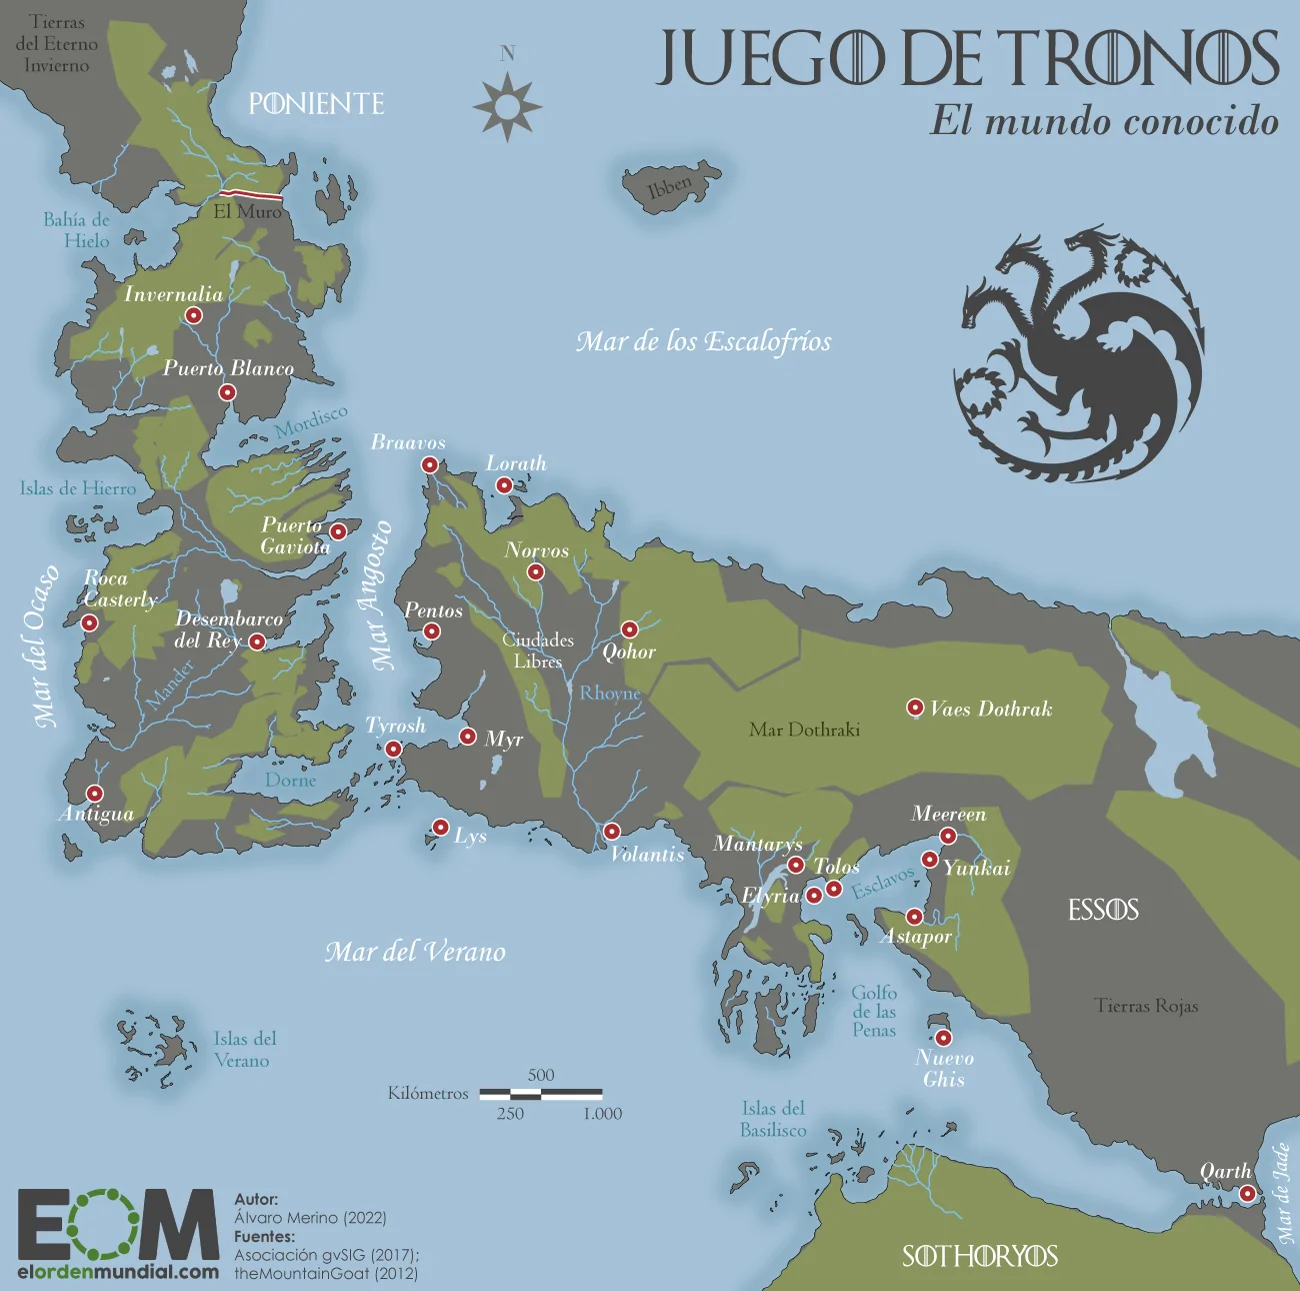 JUEGO DE TRONOS
El mundo conocido
Tierras
del Eterno
Invierno
PONIENTE
N
Ibben
El Muro
Bahía de
Hielo
Invernalia
Mar de los Escalofríos
Puerto Blanco
Mordisco
Braavos
Lorath
Islas de Hierro
Puerto
Gaviota
Mar Angosto
Norvos
Roca
Casterly
Mar del Ocaso
Desembarco
del Rey
Pentos
Ciudades
Libres
Qohor
Mander
Rhoyne
Vaes Dothrak
Mar Dothraki
Tyrosh
Myr
Dorne
Antigua
Lys
Volantis
Meereen
Mantarys
Tolos
Yunkai
Esclavos
Elyria
ESSOS
Astapor
Mar del Verano
Golfo
de las
Penas
Tierras Rojas
Islas del
Verano
Nuevo
Ghis
Kilómetros
500
250
1.000
Islas del
Basilisco
Qarth
Mar de Jade
SOTHORYOS
EOM
elordenmundial.com
Autor:
Álvaro Merino (2022)
Fuentes:
Asociación gvSIG (2017);
theMountainGoat (2012)